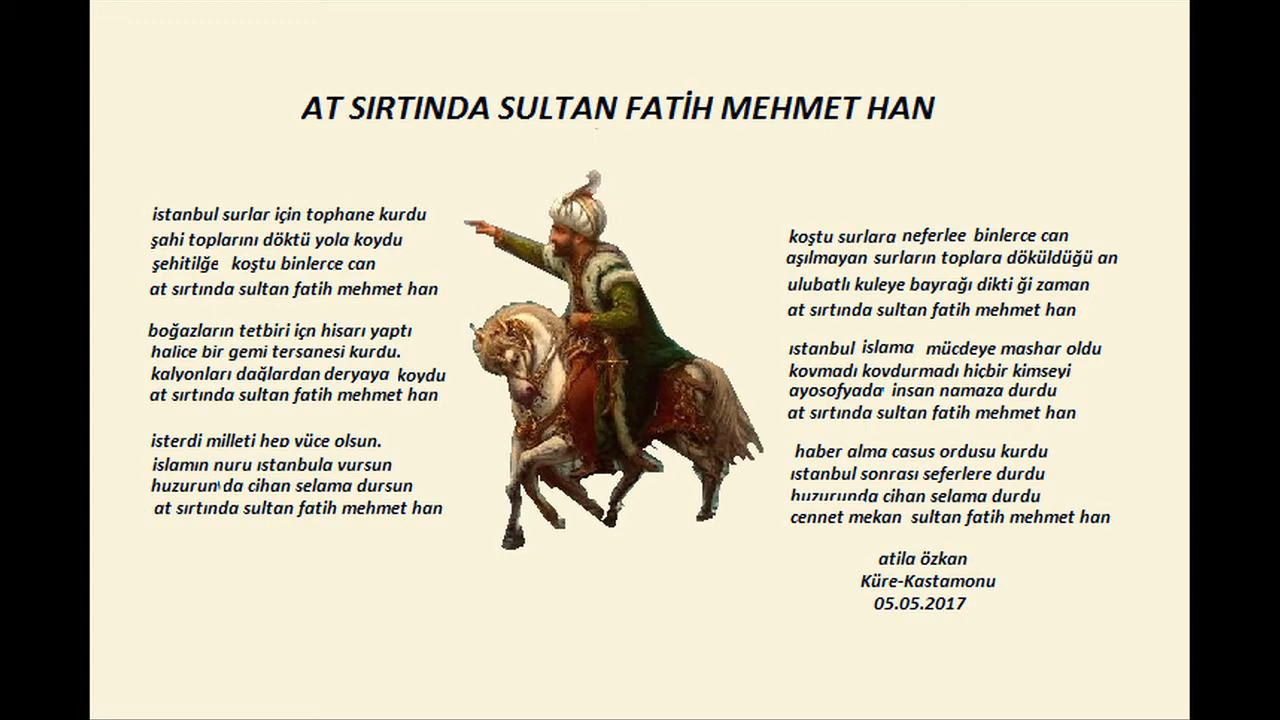 AT SIRTINDA SULTAN FATİH MEHMET HAN
istanbul surlar için tophane kurdu
şahi toplarını döktü yola koydu
şehitilğe koştu binlerce can
at sırtında sultan fatih mehmet han
boğazların tetbiri içn hisarı yaptı
halice bir gemi tersanesi kurdu.
kalyonları dağlardan deryaya koydu
at sırtında sultan fatih mehmet han
isterdi milleti hep yüce olsun.
islamın nuru ıstanbula vursun
huzurunda cihan selama dursun
at sırtında sultan fatih mehmet han
koştu surlara neferlee binlerce can
aşılmayan surların toplara döküldüğü an
ulubatlı kuleye bayrağı dikti ği zaman
at sırtında sultan fatih mehmet han
ıstanbul islama mücdeye mashar oldu
kovmadı kovdurmadı hiçbir kimseyi
ayosofyada insan namaza durdu
at sırtında sultan fatih mehmet han
haber alma casus ordusu kurdu
ıstanbul sonrası seferlere durdu
huzurunda cihan selama durdu
cennet mekan sultan fatih mehmet han
atila özkan
Küre-Kastamonu
05.05.2017